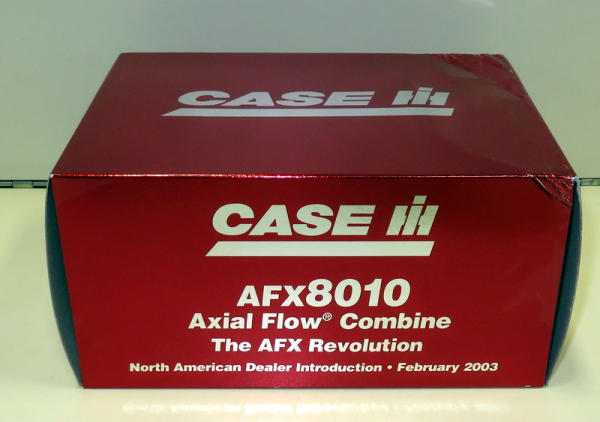 CASE IH
CASE IH
AFX8010
Axial Flow® Combine
The AFX Revolution
North American Dealer Introduction • February 2003